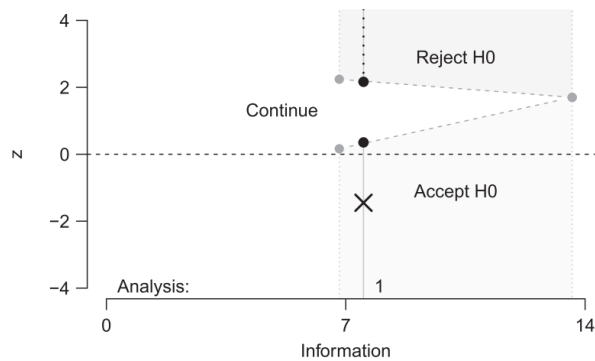 4
Reject H0
2
Continue
z
0
Accept H0
−2
−4
Analysis: 1
0 7 14
Information